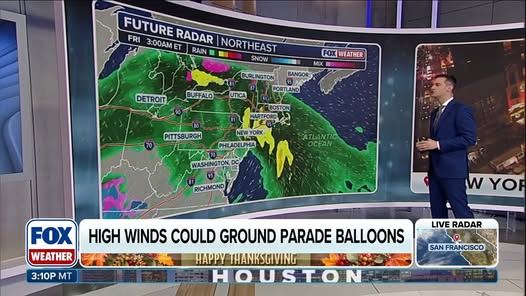 FUTURE RADAR NORTHEAST
FOX WEATHER
FRI 3:00AM ET
RAIN
SNOW
MIX
BURLINGTON
BANGOR
PORTLAND
DETROIT
BUFFALO
UTICA
BOSTON
HARTFORD
PITTSBURGH
NEW YORK
PHILADELPHIA
ATLANTIC
OCEAN
WASHINGTON, DC
RICHMOND
NEW YORK
LIVE RADAR
SAN FRANCISCO
FOX
WEATHER
HIGH WINDS COULD GROUND PARADE BALLOONS
HAPPY THANKSGIVING
3:10P MT
HOUSTON